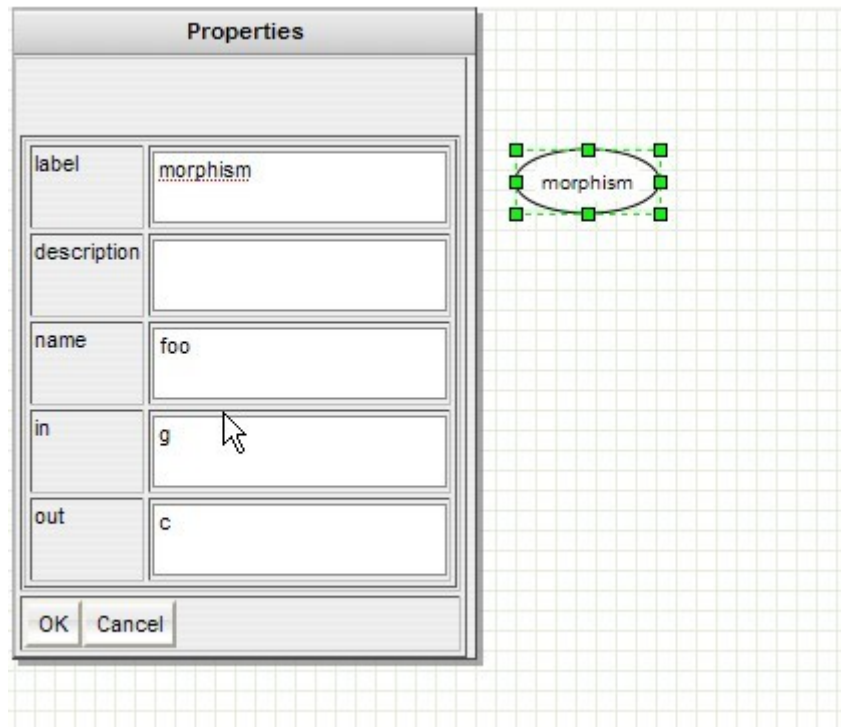 Properties
label
morphism
description
name
foo
in
g
out
c
OK Cancel
morphism